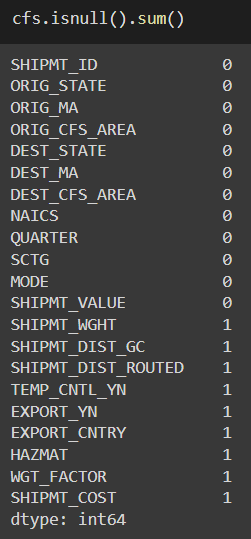 cfs.isnull().sum()
SHIPMT_ID 0
ORIG_STATE 0
ORIG_MA 0
ORIG_CFS_AREA 0
DEST_STATE 0
DEST_MA 0
DEST_CFS_AREA 0
NAICS 0
QUARTER 0
SCTG 0
MODE 0
SHIPMT_VALUE 0
SHIPMT_WGHT 1
SHIPMT_DIST_GC 1
SHIPMT_DIST_ROUTED 1
TEMP_CNTL_YN 1
EXPORT_YN 1
EXPORT_CNTRY 1
HAZMAT 1
WGT_FACTOR 1
SHIPMT_COST 1
dtype: int64